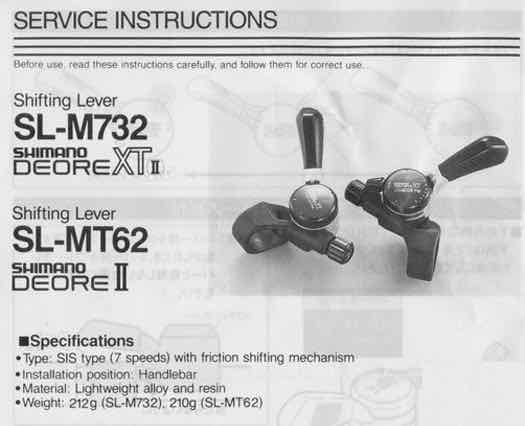 SERVICE INSTRUCTIONS
Before use, read these instructions carefully, and follow them for correct use.
Shifting Lever
SL-M732
SHIMANO
DEORE XT II
Shifting Lever
SL-MT62
SHIMANO
DEORE II
■Specifications
•Type: SIS type (7 speeds) with friction shifting mechanism
•Installation position: Handlebar
•Material: Lightweight alloy and resin
•Weight: 212g (SL-M732), 210g (SL-MT62)